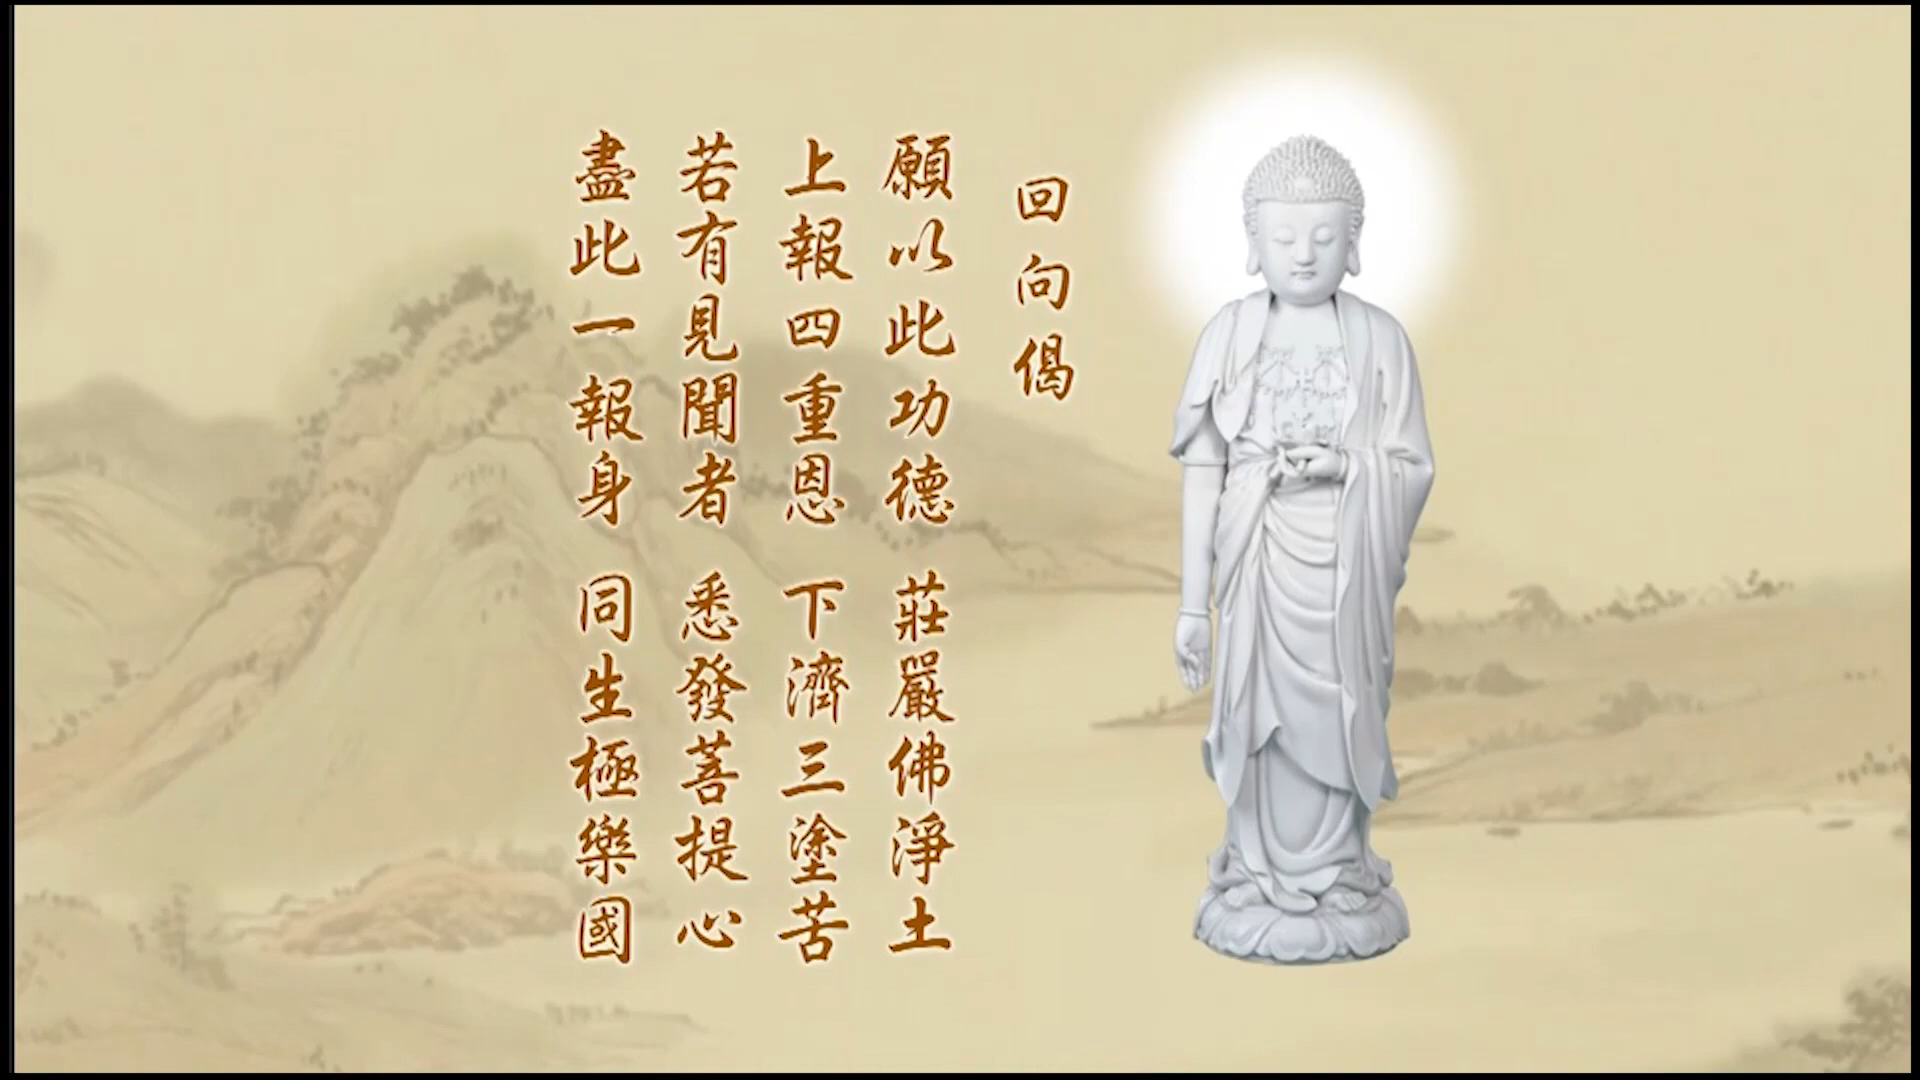 回向偈
願以此功德 莊嚴佛淨土
上報四重恩 下濟三塗苦
若有見聞者 悉發菩提心
盡此一報身 同生極樂國